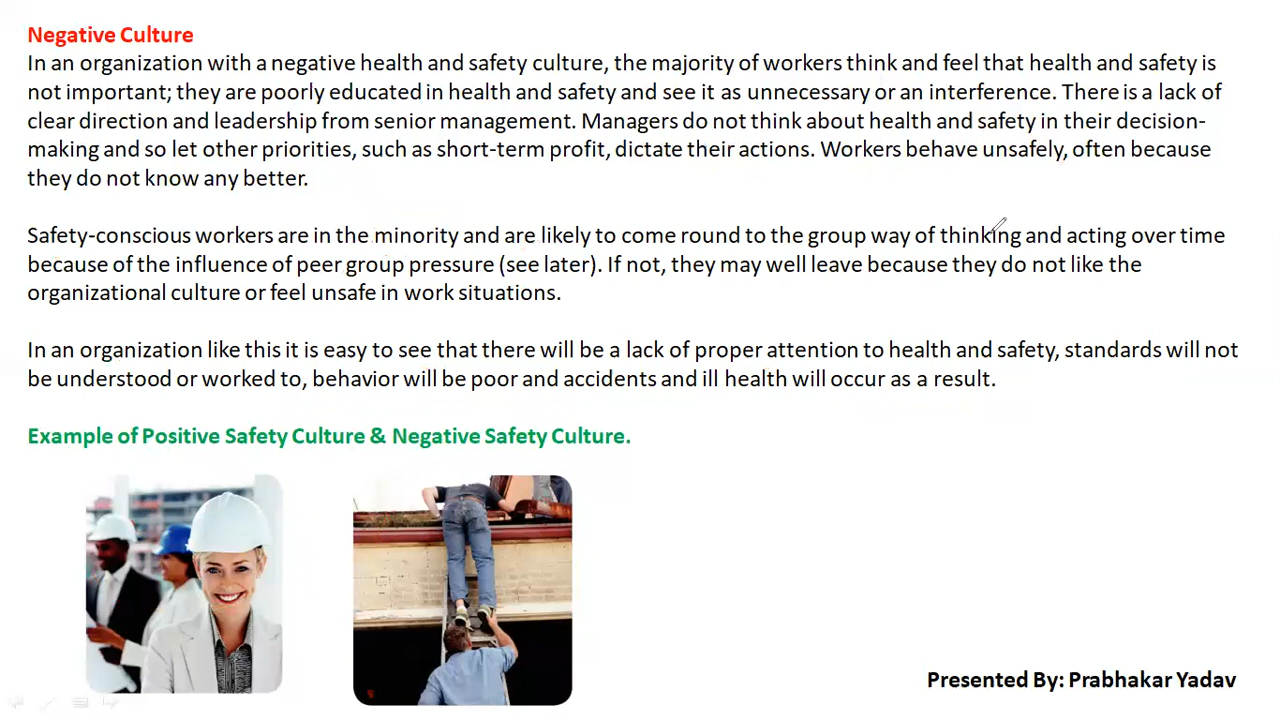 Negative Culture
In an organization with a negative health and safety culture, the majority of workers think and feel that health and safety is
not important; they are poorly educated in health and safety and see it as unnecessary or an interference. There is a lack of
clear direction and leadership from senior management. Managers do not think about health and safety in their decision-
making and so let other priorities, such as short-term profit, dictate their actions. Workers behave unsafely, often because
they do not know any better.
Safety-conscious workers are in the minority and are likely to come round to the group way of thinking and acting over time
because of the influence of peer group pressure (see later). If not, they may well leave because they do not like the
organizational culture or feel unsafe in work situations.
In an organization like this it is easy to see that there will be a lack of proper attention to health and safety, standards will not
be understood or worked to, behavior will be poor and accidents and ill health will occur as a result.
Example of Positive Safety Culture & Negative Safety Culture.
Presented By: Prabhakar Yadav